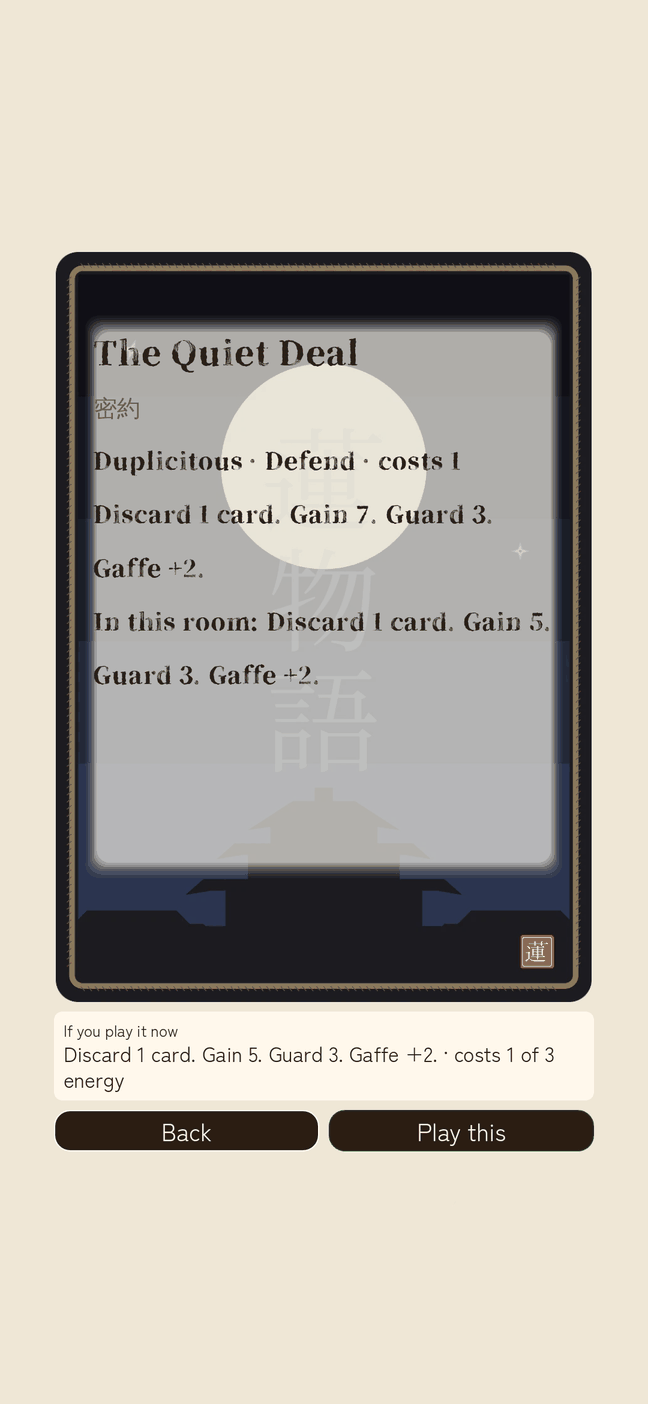 The Quiet Deal
密約
Duplicitous · Defend · costs 1
Discard 1 card. Gain 7. Guard 3.
Gaffe +2.
In this room: Discard 1 card. Gain 5.
Guard 3. Gaffe +2.
蓮物語
蓮
If you play it now
Discard 1 card. Gain 5. Guard 3. Gaffe +2. · costs 1 of 3
energy
Back
Play this